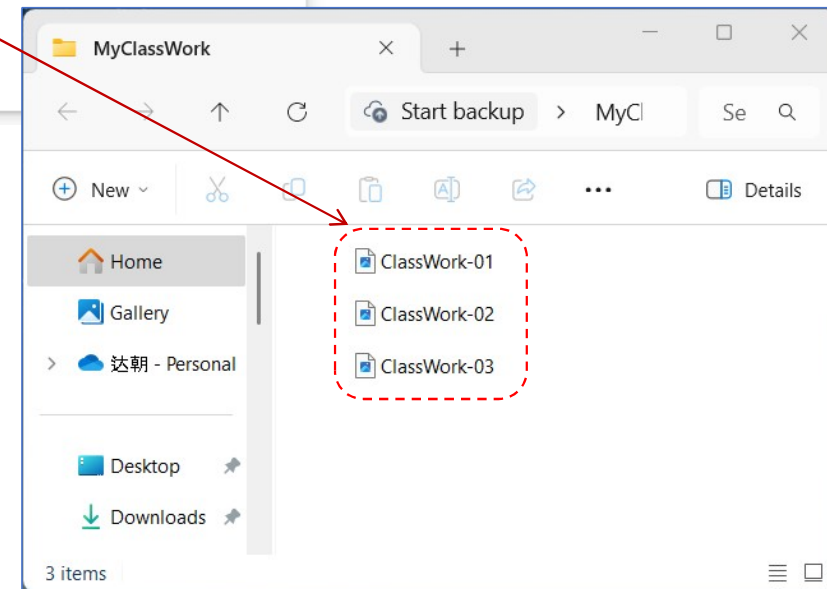 MyClassWork
Start backup > MyCl Se
New Details
Home
Gallery
达朝 - Personal
Desktop
Downloads
ClassWork-01
ClassWork-02
ClassWork-03
3 items